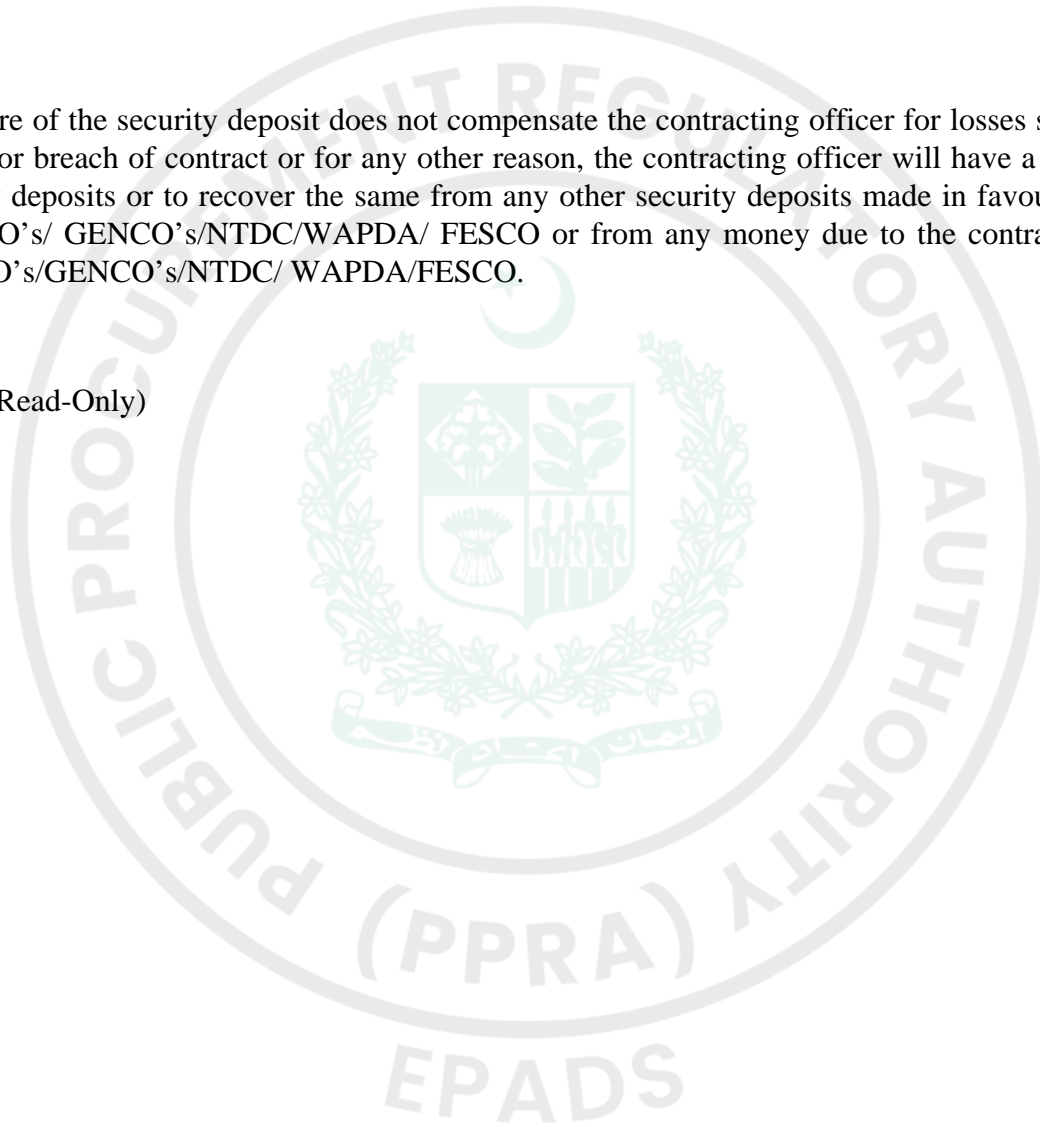 re of the security deposit does not compensate the contracting officer for losses s
or breach of contract or for any other reason, the contracting officer will have a
deposits or to recover the same from any other security deposits made in favou
O's/ GENCO's/NTDC/WAPDA/ FESCO or from any money due to the contra
O's/GENCO's/NTDC/ WAPDA/FESCO.
Read-Only)
PUBLIC PROCUREMENT REGULATORY AUTHORITY
(PPRA)
EPADS